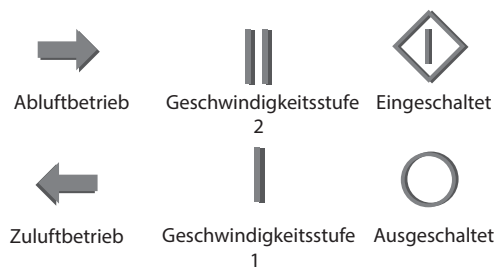 Abluftbetrieb Geschwindigkeitsstufe Eingeschaltet
2
Zuluftbetrieb Geschwindigkeitsstufe Ausgeschaltet
1